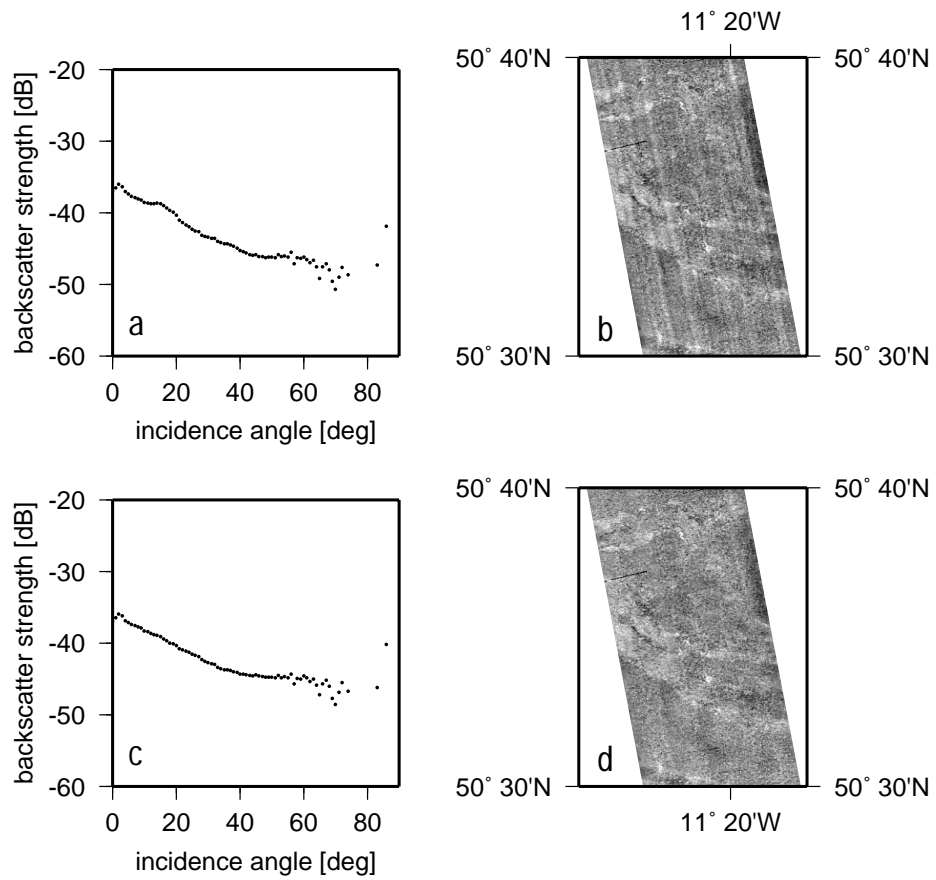 11° 20'W
50° 40'N
50° 40'N
-20
-30
-40
-50
-60
backscatter strength [dB]
a
b
50° 30'N
50° 30'N
0 20 40 60 80
incidence angle [deg]
50° 40'N
50° 40'N
-20
-30
-40
-50
-60
backscatter strength [dB]
c
d
50° 30'N
50° 30'N
0 20 40 60 80
11° 20'W
incidence angle [deg]